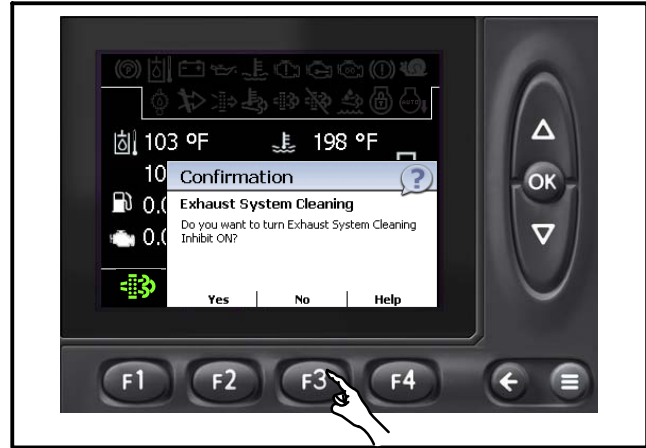 103 °F
198 °F
10
Confirmation
?
0.0
Exhaust System Cleaning
Do you want to turn Exhaust System Cleaning
0.0
Inhibit ON?
Yes
No
Help
OK
F1
F2
F3
F4